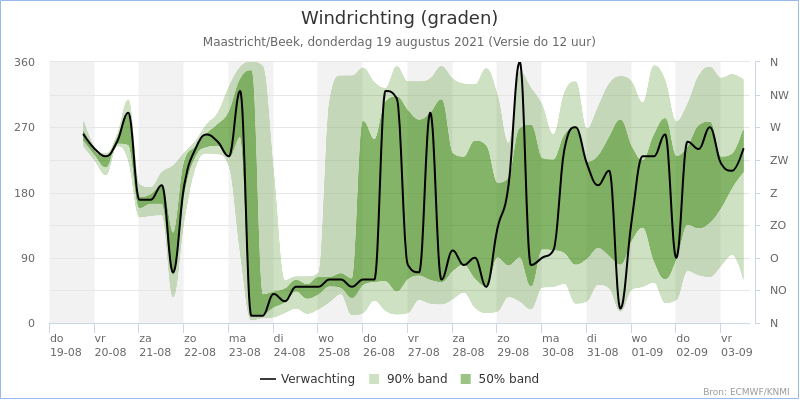 Windrichting (graden)
Maastricht/Beek, donderdag 19 augustus 2021 (Versie do 12 uur)
360 N
NW
270 W
ZW
180 Z
ZO
90 O
NO
0 N
do vr za zo ma di wo do vr za zo ma di wo do vr
19-08 20-08 21-08 22-08 23-08 24-08 25-08 26-08 27-08 28-08 29-08 30-08 31-08 01-09 02-09 03-09
Verwachting 90% band 50% band
Bron: ECMWF/KNMI